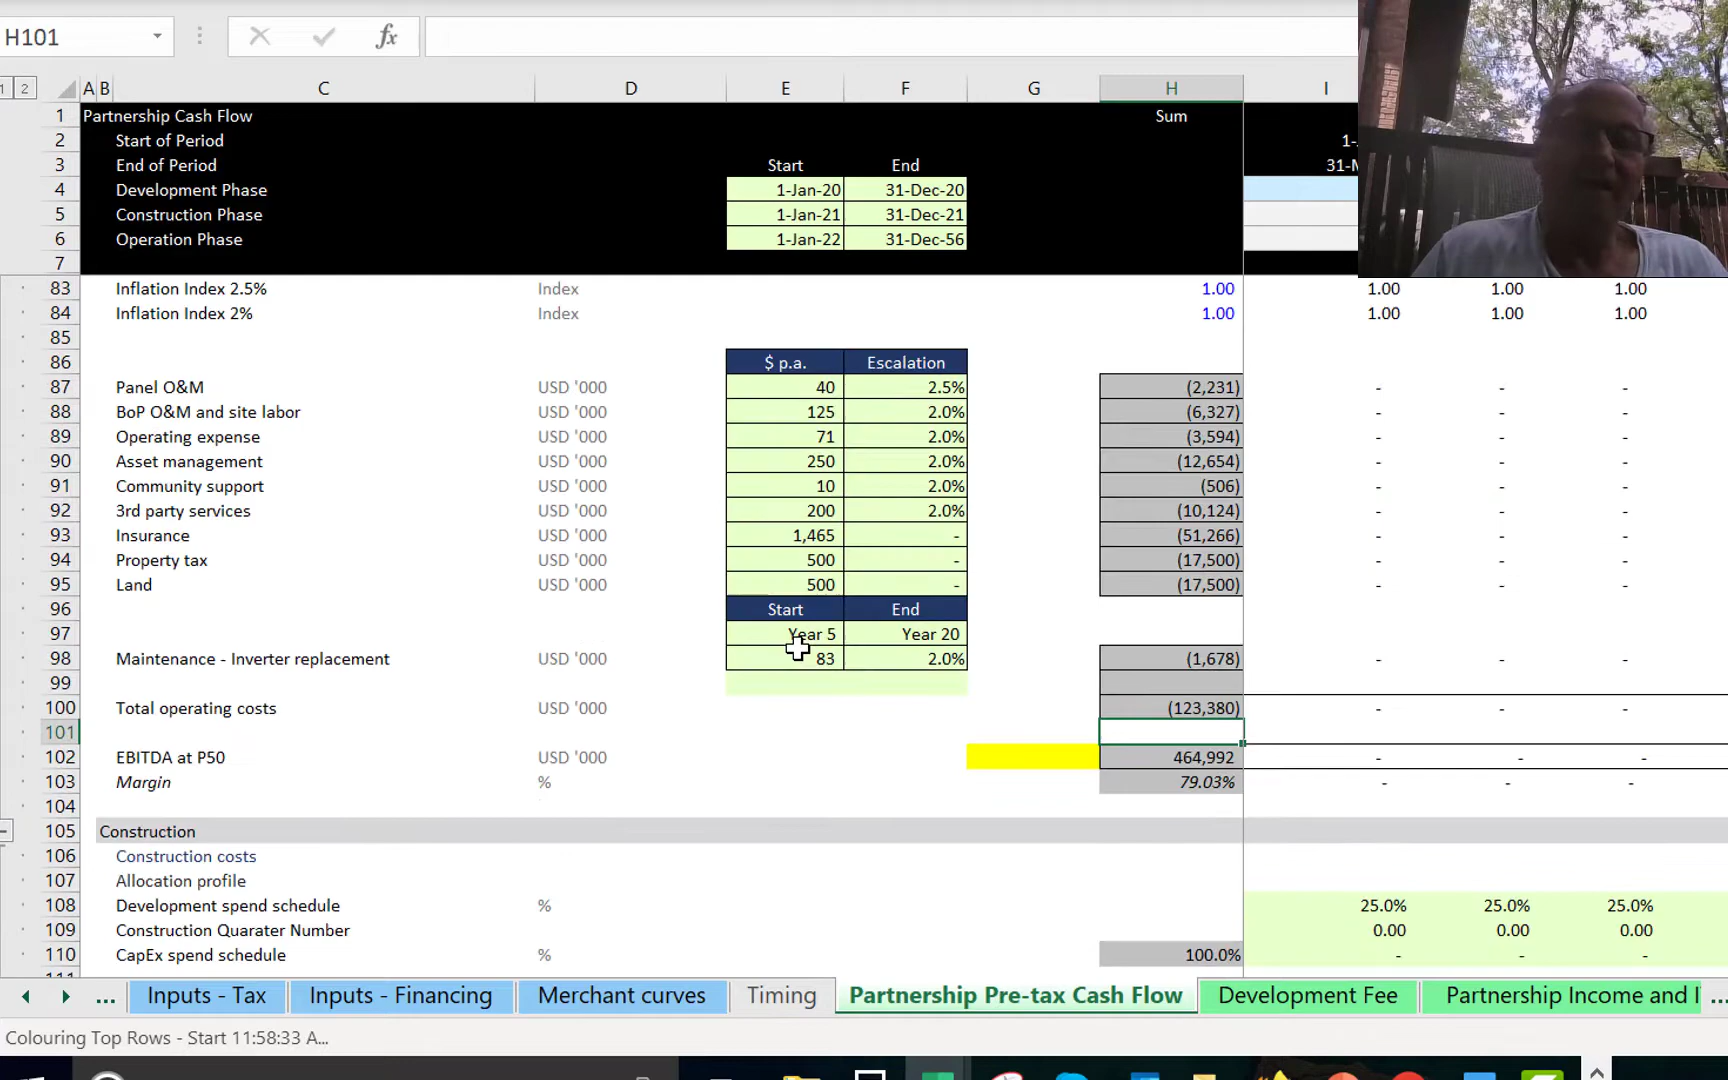 H101 fx
1 2 A B C D E F G H I
1 Partnership Cash Flow Sum
2 Start of Period 1-
3 End of Period Start End 31-M
4 Development Phase 1-Jan-20 31-Dec-20
5 Construction Phase 1-Jan-21 31-Dec-21
6 Operation Phase 1-Jan-22 31-Dec-56
7
83 Inflation Index 2.5% Index 1.00 1.00 1.00 1.00
84 Inflation Index 2% Index 1.00 1.00 1.00 1.00
85
86 $ p.a. Escalation
87 Panel O&M USD '000 40 2.5% (2,231) - - -
88 BoP O&M and site labor USD '000 125 2.0% (6,327) - - -
89 Operating expense USD '000 71 2.0% (3,594) - - -
90 Asset management USD '000 250 2.0% (12,654) - - -
91 Community support USD '000 10 2.0% (506) - - -
92 3rd party services USD '000 200 2.0% (10,124) - - -
93 Insurance USD '000 1,465 - (51,266) - - -
94 Property tax USD '000 500 - (17,500) - - -
95 Land USD '000 500 - (17,500) - - -
96 Start End
97 Year 5 Year 20
98 Maintenance - Inverter replacement USD '000 83 2.0% (1,678) - - -
99
100 Total operating costs USD '000 (123,380) - - -
101
102 EBITDA at P50 USD '000 464,992 - - -
103 Margin % 79.03% - - -
104
105 Construction
106 Construction costs
107 Allocation profile
108 Development spend schedule % 25.0% 25.0% 25.0%
109 Construction Quarater Number 0.00 0.00 0.00
110 CapEx spend schedule % 100.0% - - -
... Inputs - Tax Inputs - Financing Merchant curves Timing Partnership Pre-tax Cash Flow Development Fee Partnership Income and I ...
Colouring Top Rows - Start 11:58:33 A...